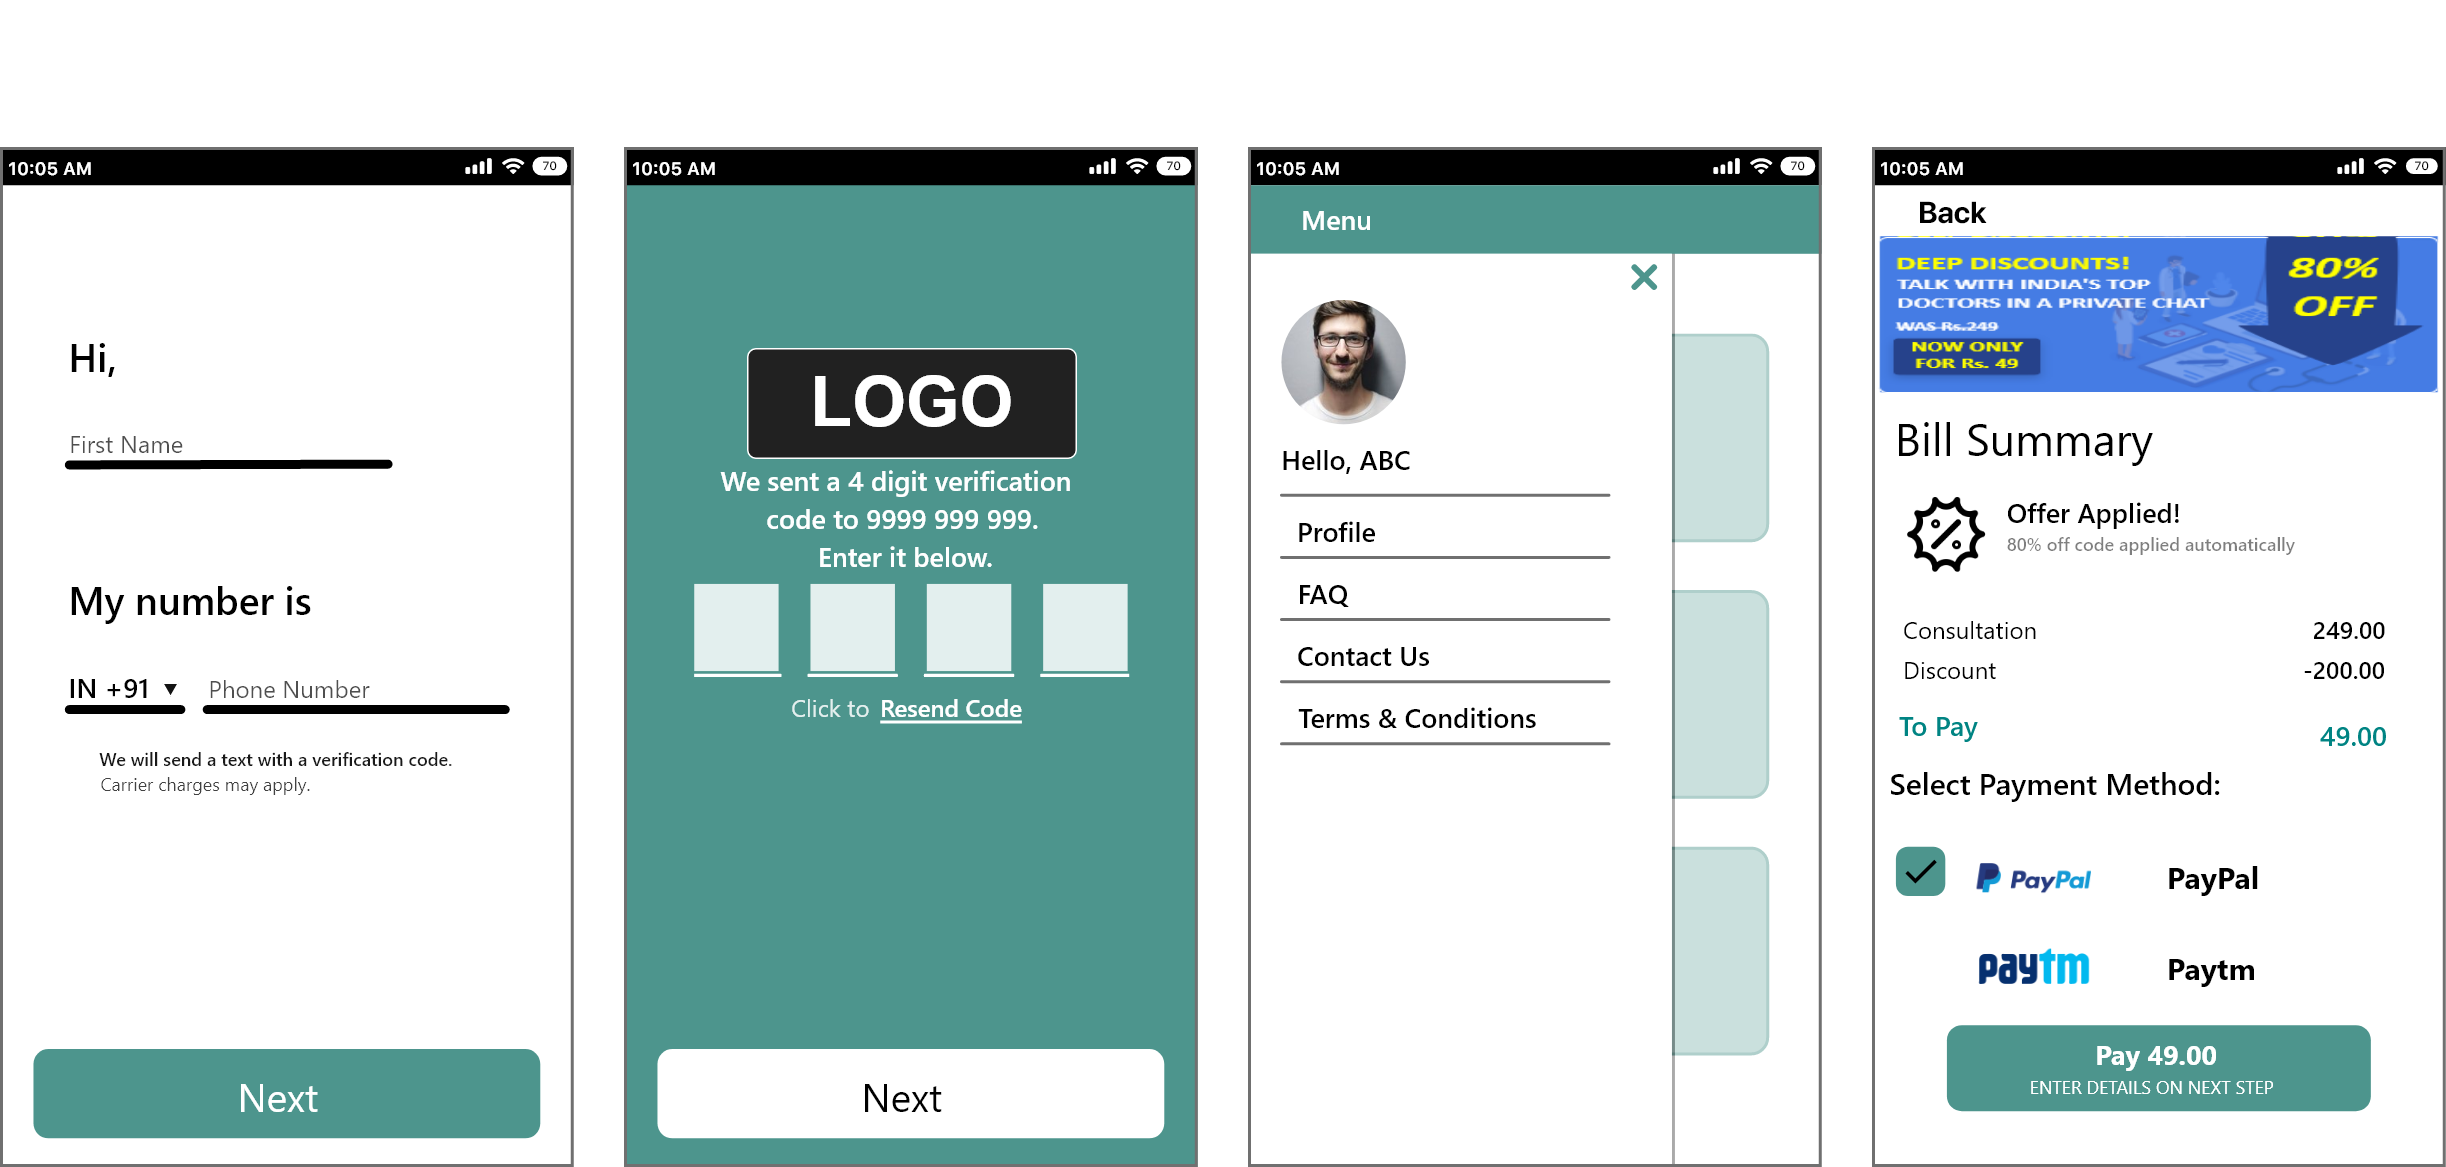 10:05 AM
70
Hi,
First Name
My number is
IN +91 ▼ Phone Number
We will send a text with a verification code.
Carrier charges may apply.
Next
10:05 AM
70
LOGO
We sent a 4 digit verification
code to 9999 999 999.
Enter it below.
Click to Resend Code
Next
10:05 AM
70
Menu
Hello, ABC
Profile
FAQ
Contact Us
Terms & Conditions
10:05 AM
70
Back
DEEP DISCOUNTS!
TALK WITH INDIA'S TOP
DOCTORS IN A PRIVATE CHAT
WAS Rs.249
NOW ONLY
FOR Rs. 49
80%
OFF
Bill Summary
Offer Applied!
80% off code applied automatically
Consultation 249.00
Discount -200.00
To Pay 49.00
Select Payment Method:
PayPal PayPal
paytm Paytm
Pay 49.00
ENTER DETAILS ON NEXT STEP